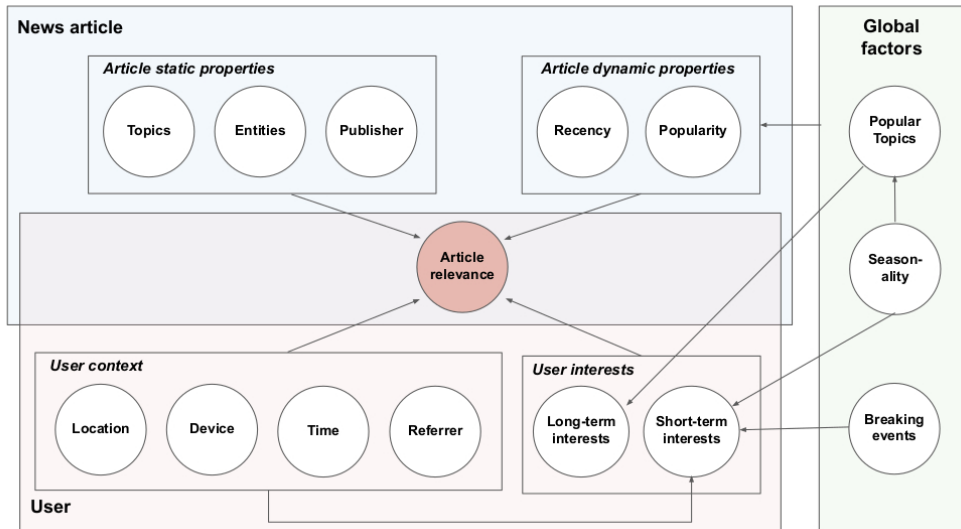 News article
Article static properties
Topics
Entities
Publisher
Article dynamic properties
Recency
Popularity
Global
factors
Popular
Topics
Season-
ality
Breaking
events
Article
relevance
User context
Location
Device
Time
Referrer
User interests
Long-term
interests
Short-term
interests
User